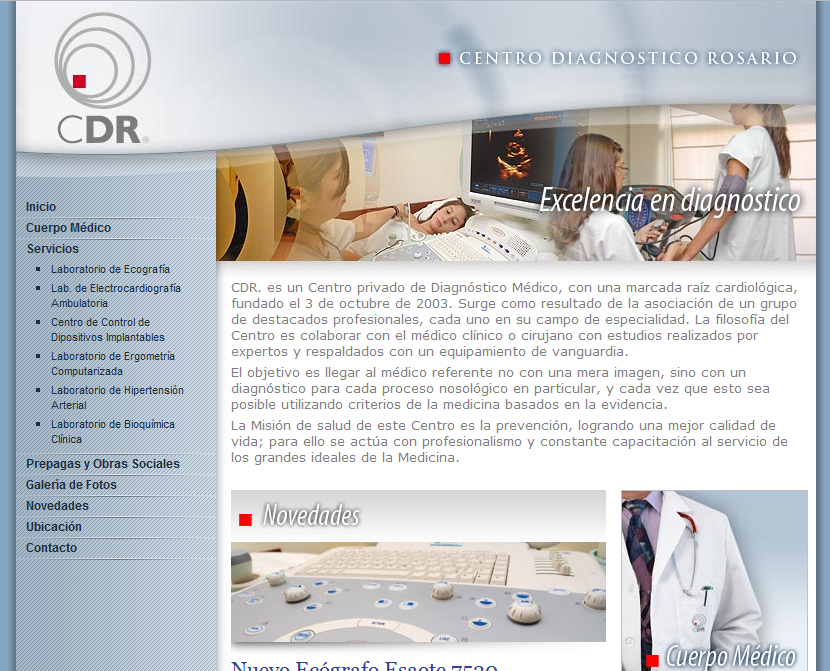 CENTRO DIAGNOSTICO ROSARIO
CDR
Excelencia en diagnóstico
Inicio
Cuerpo Médico
Servicios
Laboratorio de Ecografía
Lab. de Electrocardiografía
Ambulatoria
Centro de Control de
Dipositivos Implantables
Laboratorio de Ergometría
Computarizada
Laboratorio de Hipertensión
Arterial
Laboratorio de Bioquímica
Clínica
Prepagas y Obras Sociales
Galería de Fotos
Novedades
Ubicación
Contacto
CDR. es un Centro privado de Diagnóstico Médico, con una marcada raíz cardiológica,
fundado el 3 de octubre de 2003. Surge como resultado de la asociación de un grupo
de destacados profesionales, cada uno en su campo de especialidad. La filosofía del
Centro es colaborar con el médico clínico o cirujano con estudios realizados por
expertos y respaldados con un equipamiento de vanguardia.
El objetivo es llegar al médico referente no con una mera imagen, sino con un
diagnóstico para cada proceso nosológico en particular, y cada vez que esto sea
posible utilizando criterios de la medicina basados en la evidencia.
La Misión de salud de este Centro es la prevención, logrando una mejor calidad de
vida; para ello se actúa con profesionalismo y constante capacitación al servicio de
los grandes ideales de la Medicina.
Novedades
Nuevo Ecógrafo Esaote 7520
CDR
Cuerpo Médico